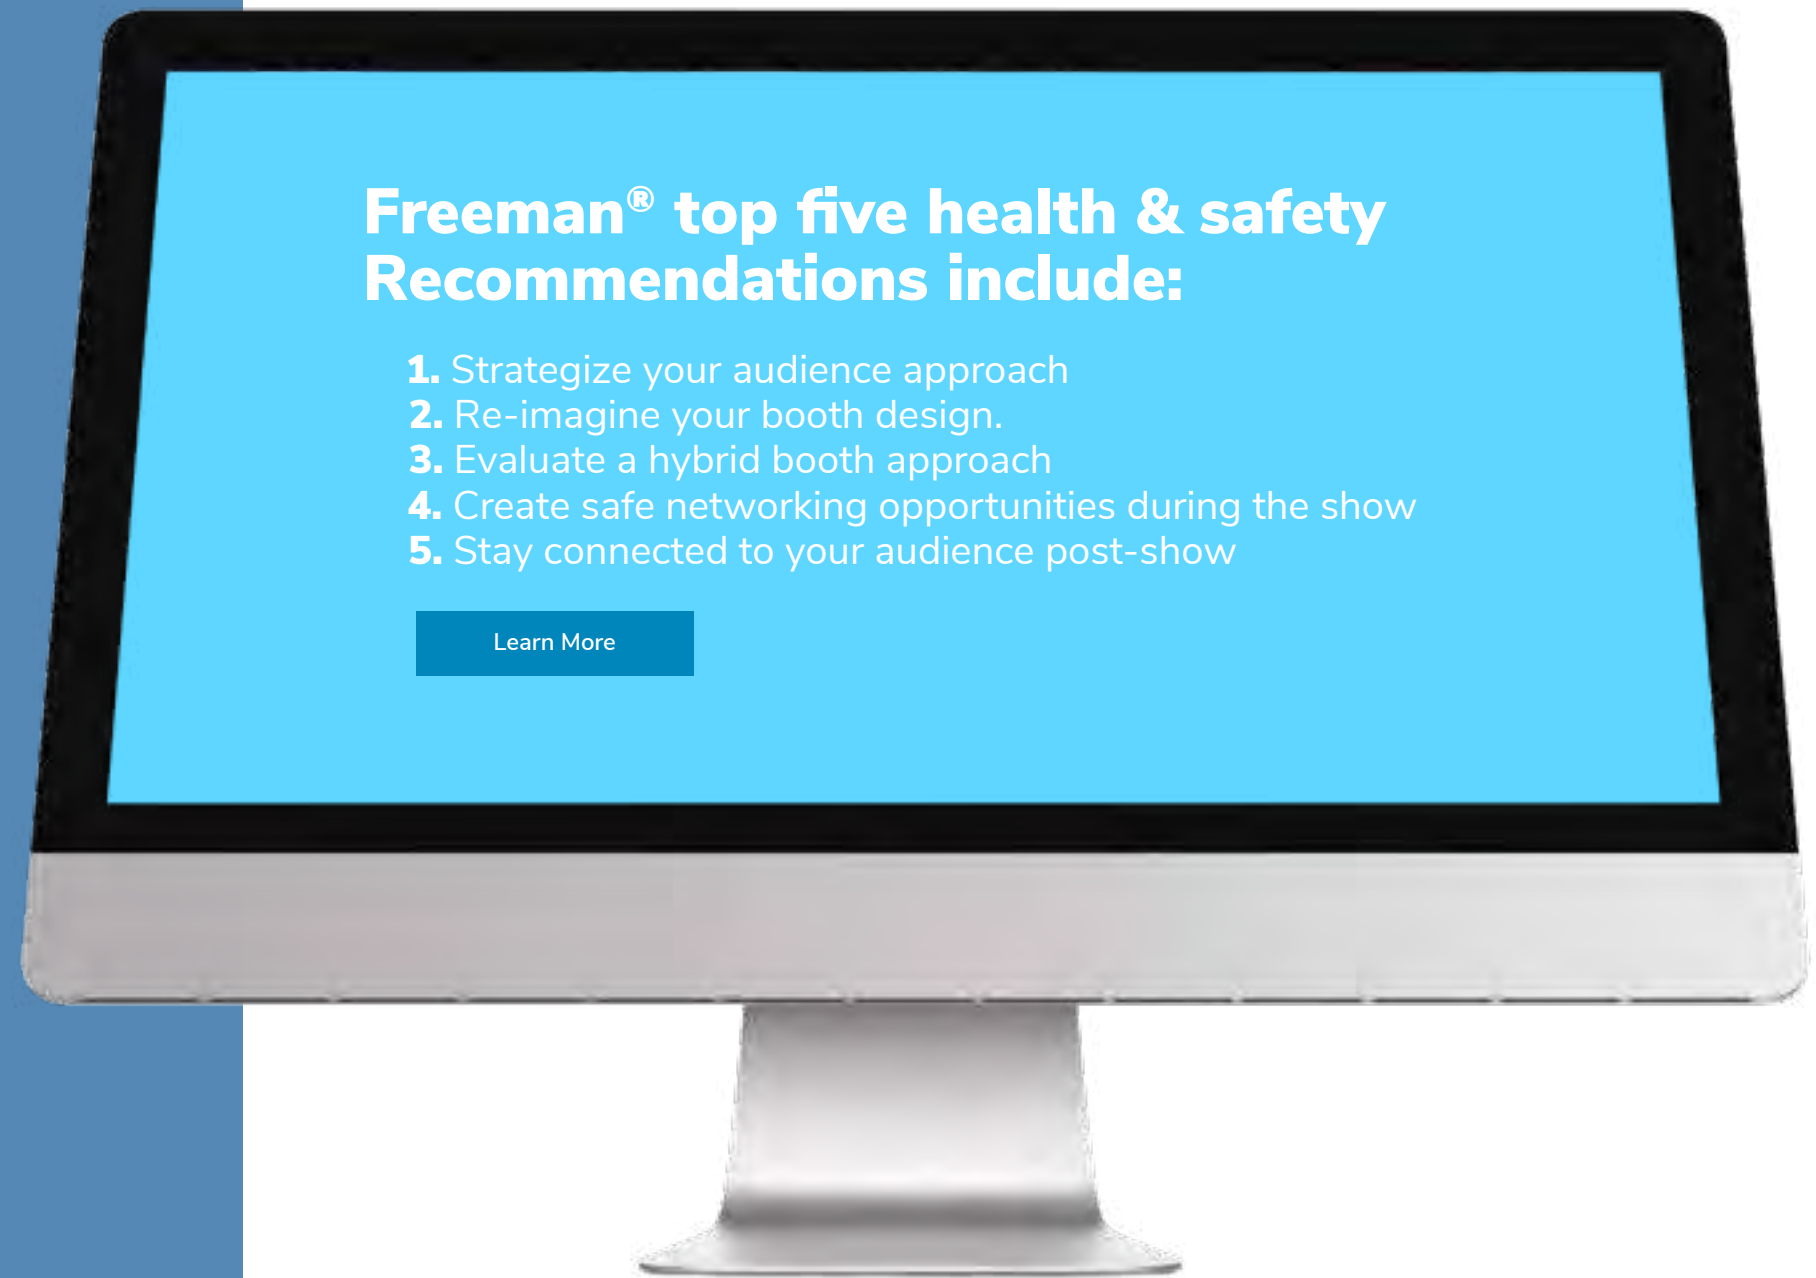 Freeman® top five health & safety
Recommendations include:
1. Strategize your audience approach
2. Re-imagine your booth design.
3. Evaluate a hybrid booth approach
4. Create safe networking opportunities during the show
5. Stay connected to your audience post-show
Learn More